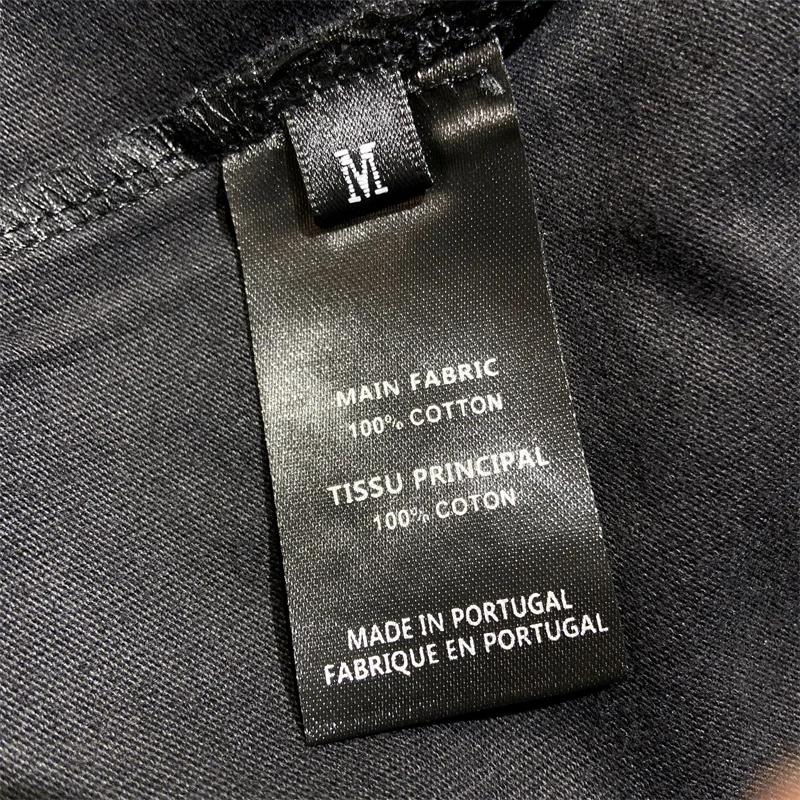 M
MAIN FABRIC
100% COTTON
TISSU PRINCIPAL
100% COTON
MADE IN PORTUGAL
FABRIQUE EN PORTUGAL